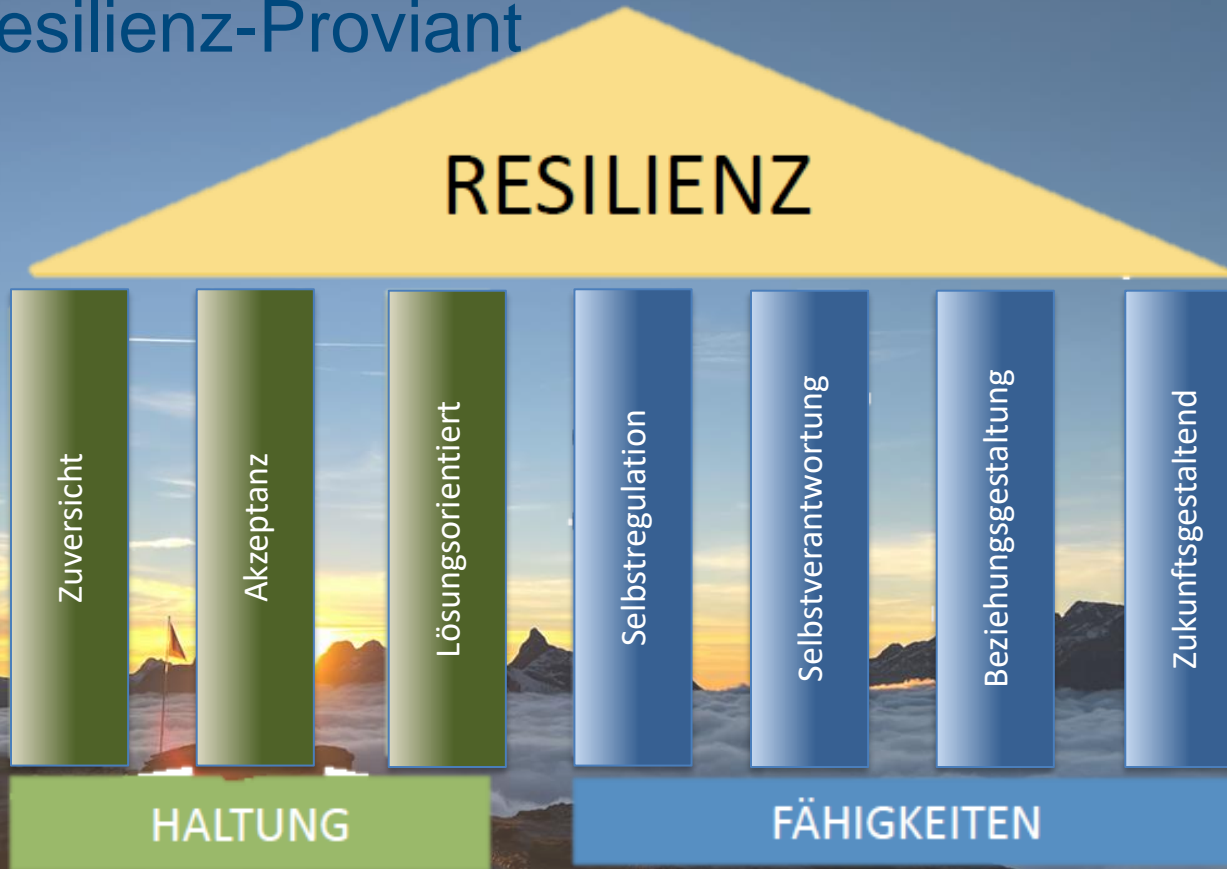 esilienz-Proviant
RESILIENZ
Zuversicht
Akzeptanz
Lösungsorientiert
Selbstregulation
Selbstverantwortung
Beziehungsgestaltung
Zukunftsgestaltend
HALTUNG
FÄHIGKEITEN